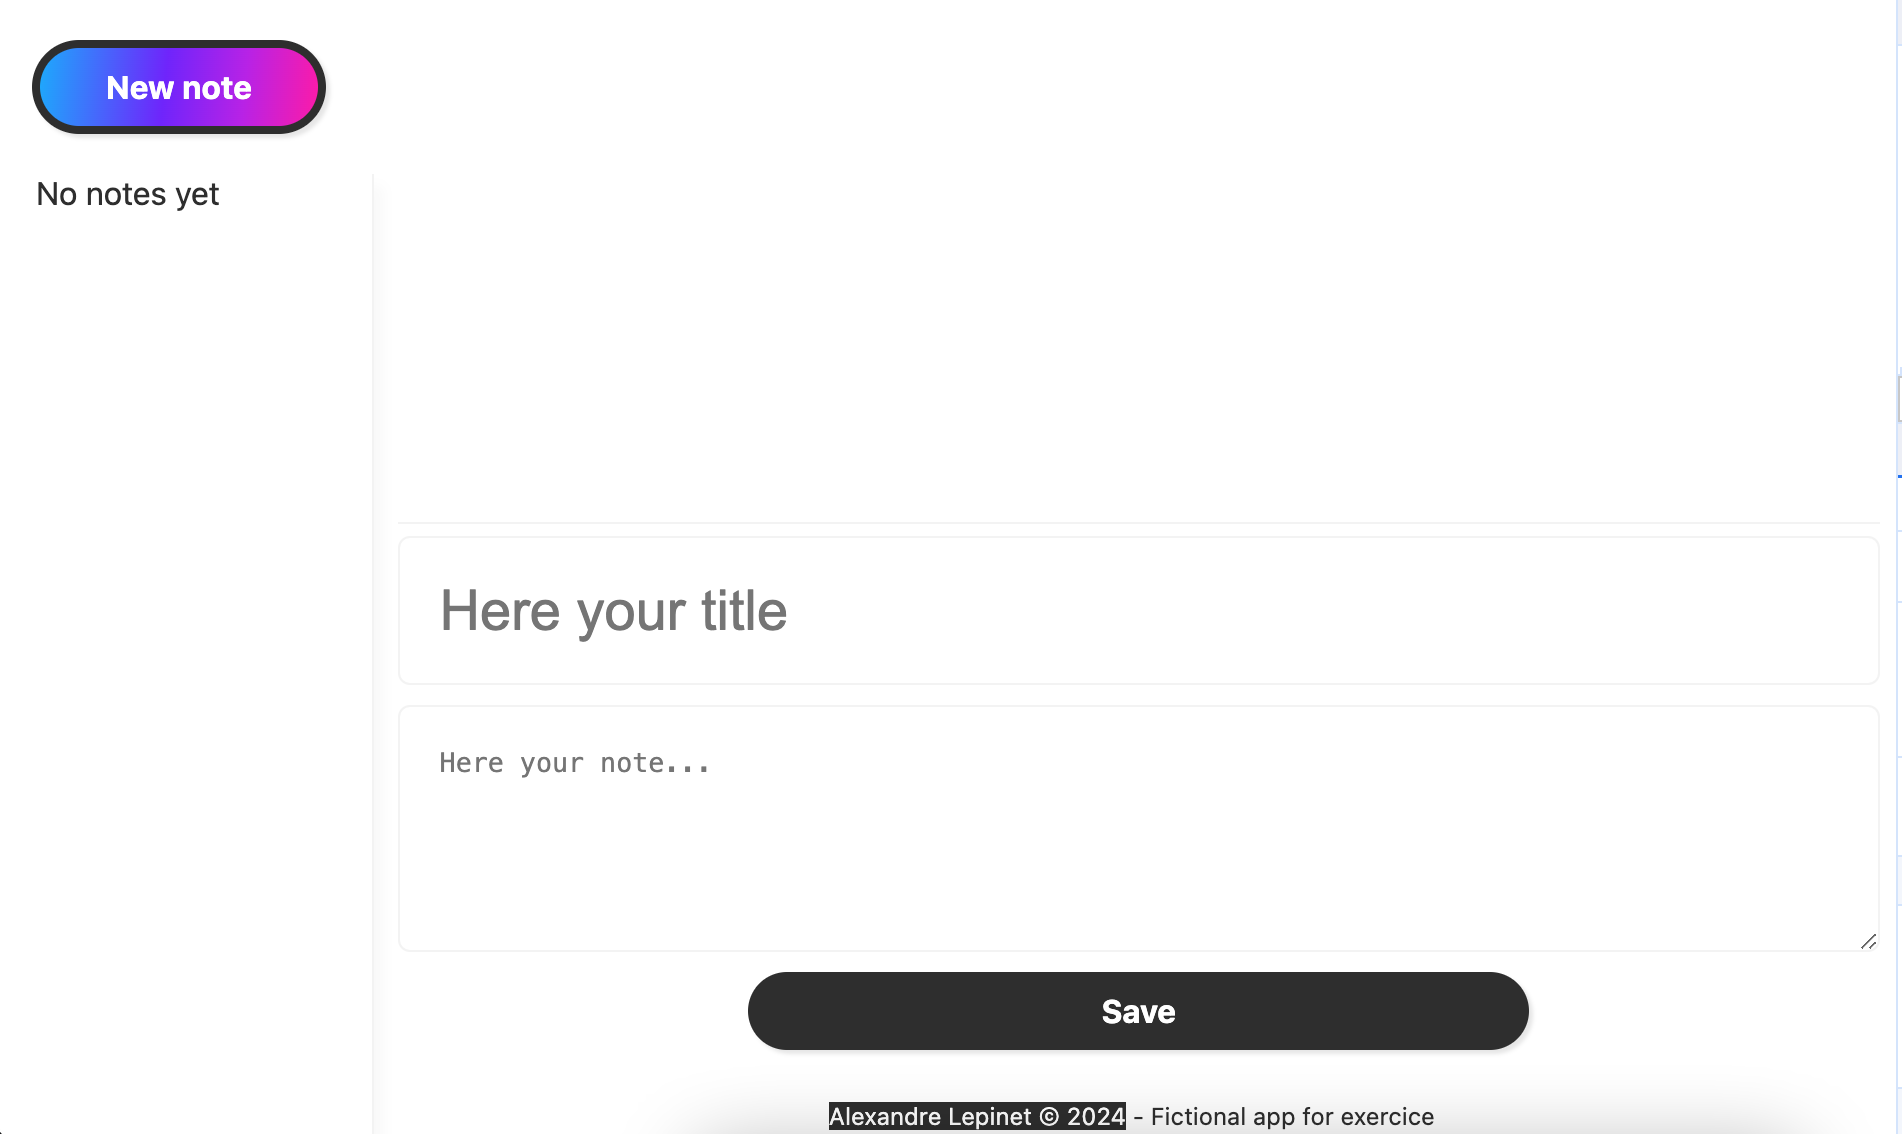 New note
No notes yet
Here your title
Here your note...
Save
Alexandre Lepinet © 2024 - Fictional app for exercice